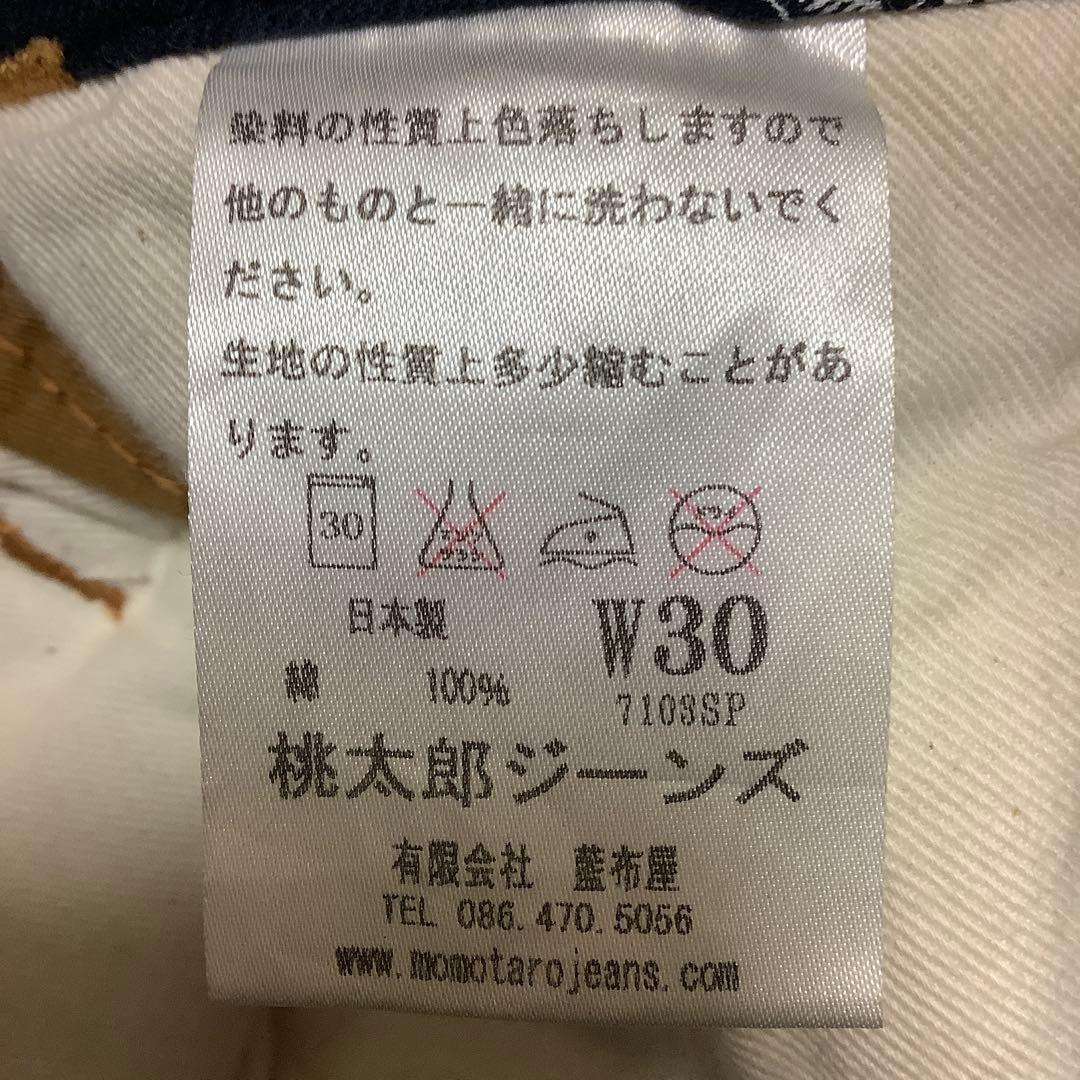 染料の性質上色落ちしますので
他のものと一緒に洗わないでく
ださい。
生地の性質上多少縮むことがあ
ります。
30
日本製
W30
綿 100%
7108SP
桃太郎ジーンズ
有限会社 藍布屋
TEL 086.470.5056
www.momotarojeans.com